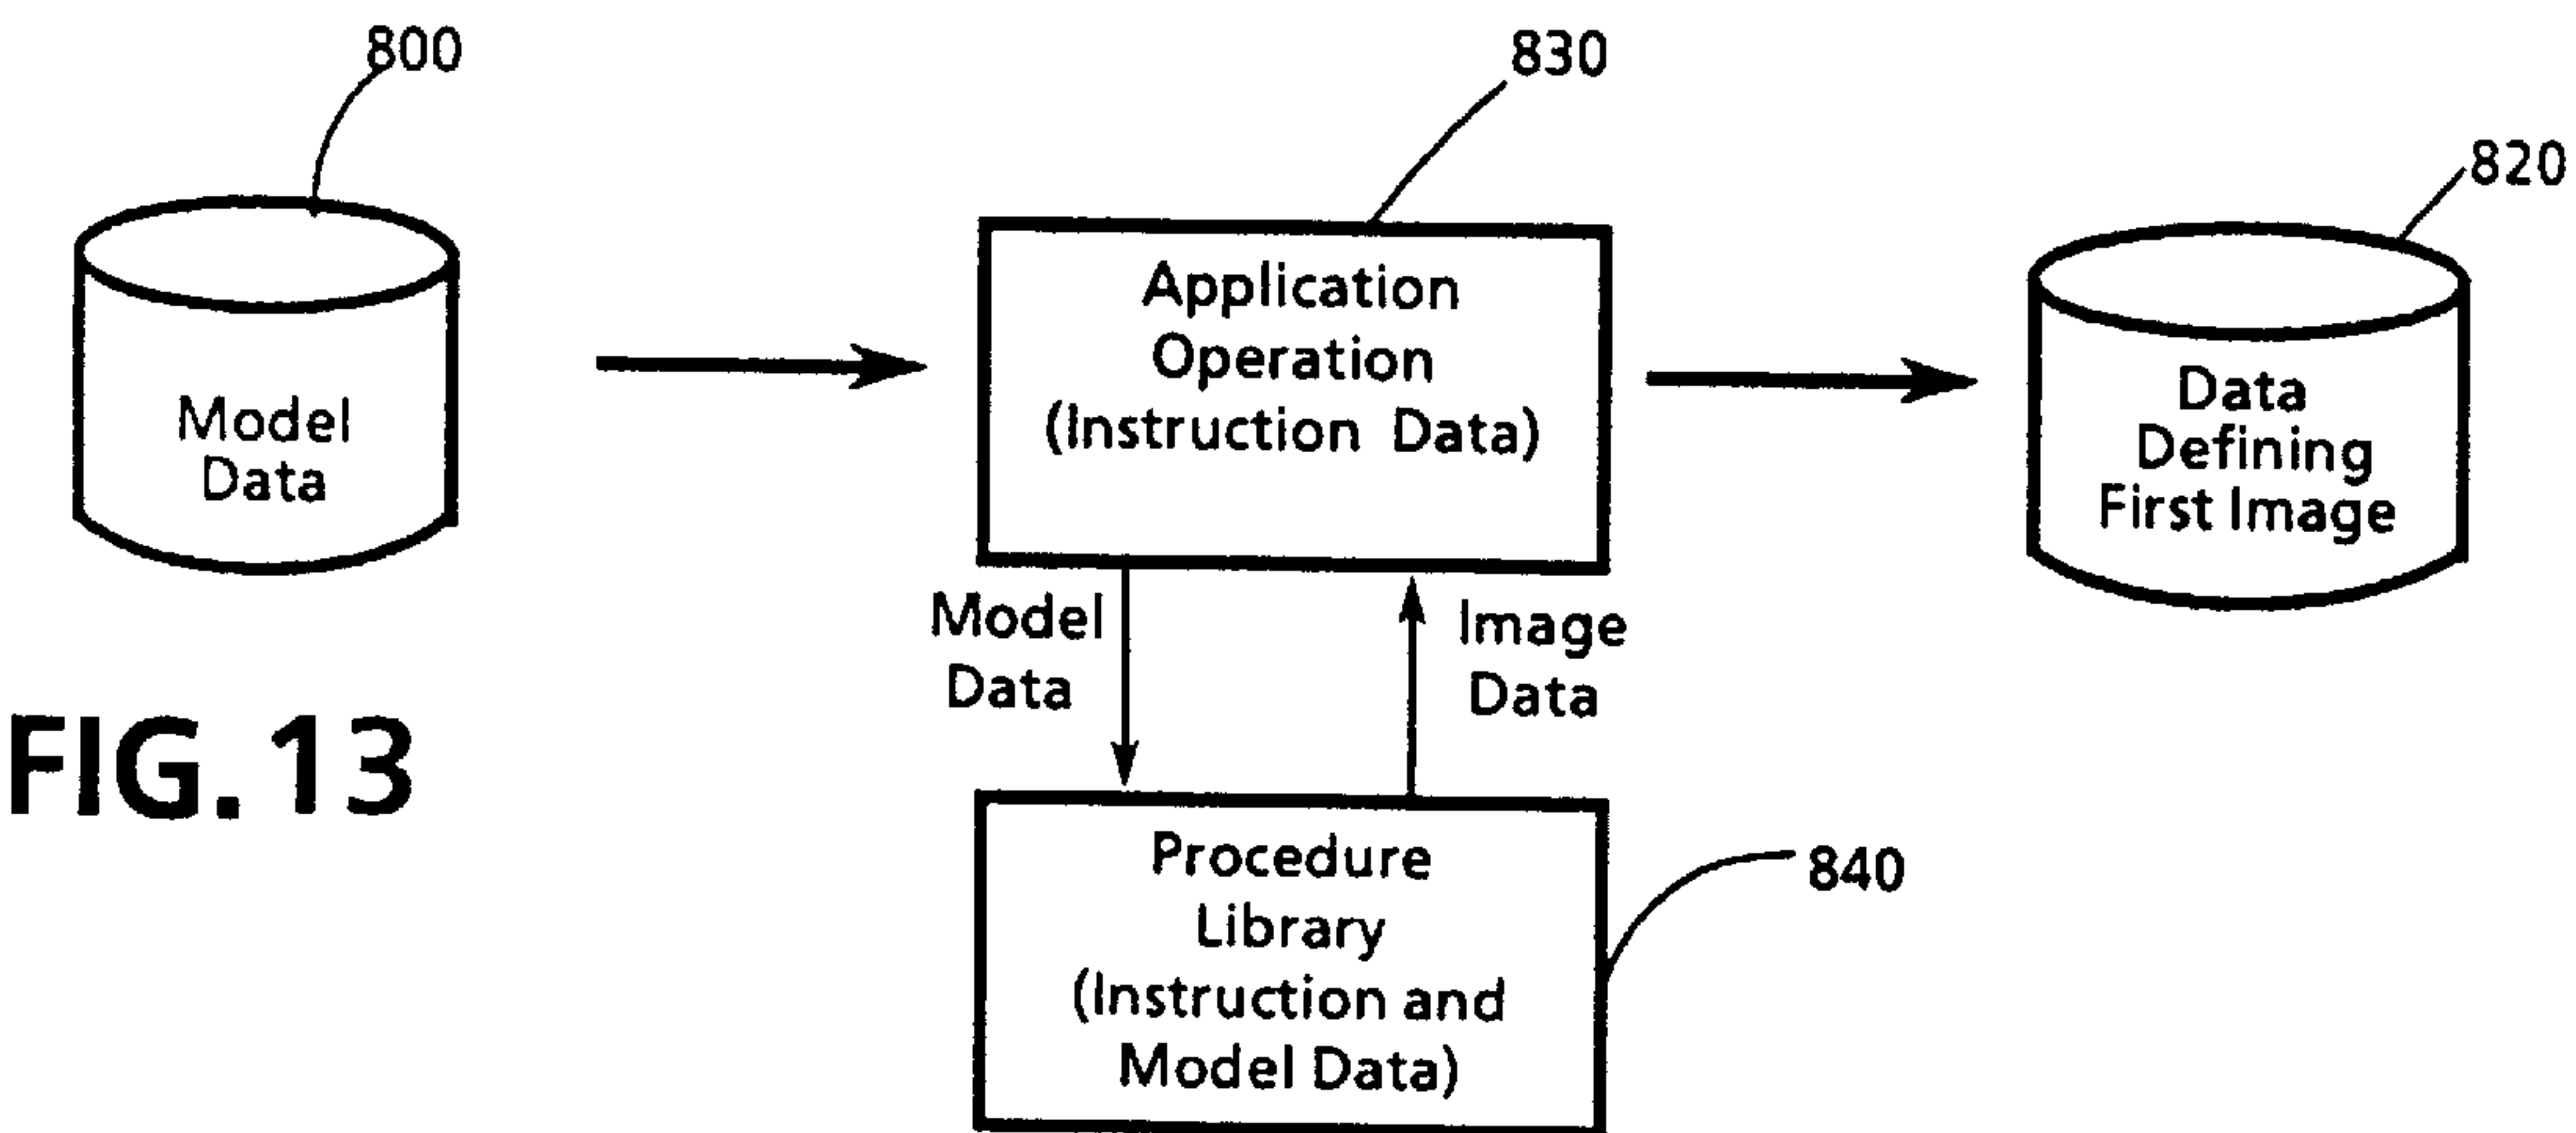 800
830
820
Model
Data
Application
Operation
(Instruction Data)
Data
Defining
First Image
Model
Data
Image
Data
FIG. 13
Procedure
Library
(Instruction and
Model Data)
840